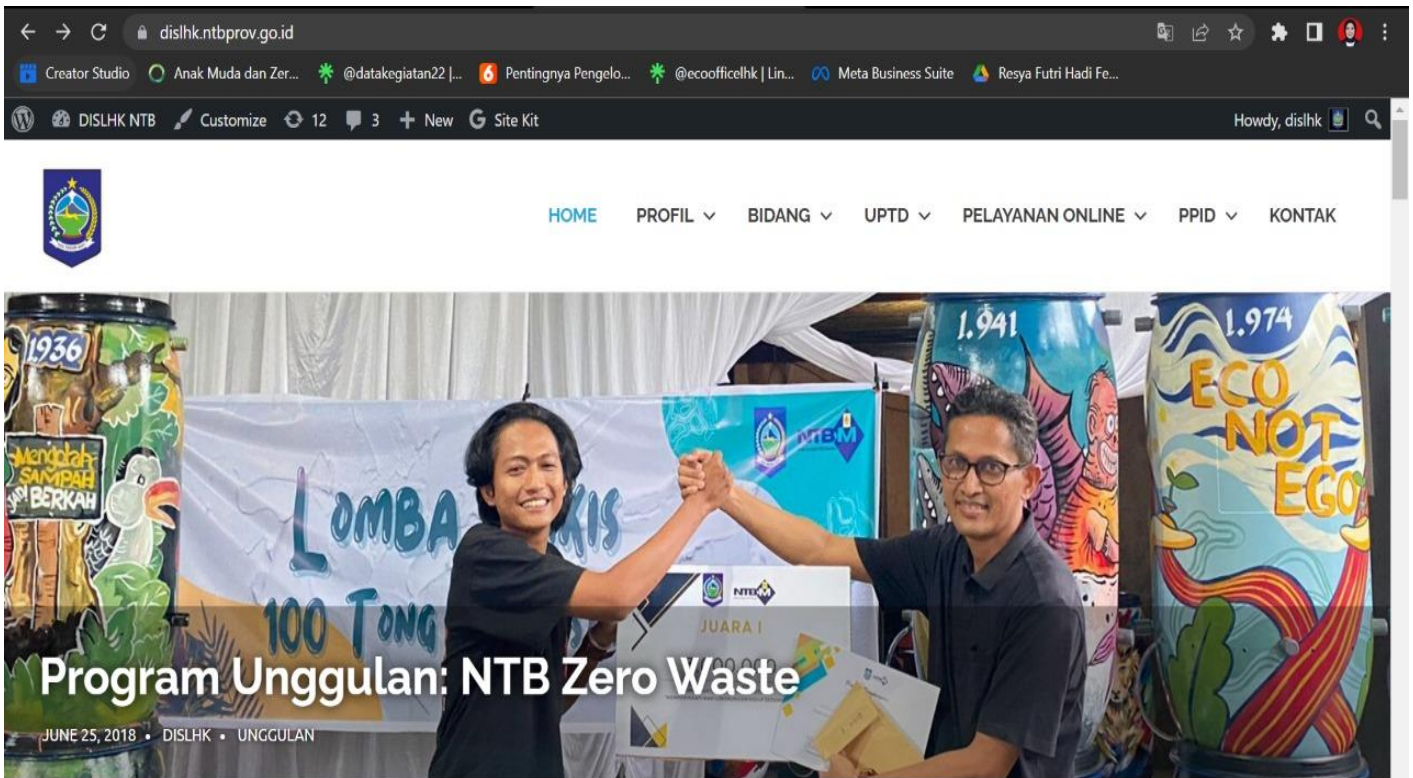 dislhk.ntbprov.go.id
Creator Studio Anak Muda dan Zer... @datakegiatan22 |... Pentingnya Pengelo... @ecoofficelhk | Lin... Meta Business Suite Resya Futri Hadi Fe...
DISLHK NTB Customize 12 3 + New Site Kit Howdy, dislhk
HOME PROFIL BIDANG UPTD PELAYANAN ONLINE PPID KONTAK
1936
Mengolah
SAMPAH
JADI BERKAH
1.941
1.974
ECO
NOT
EGO
NTB
LOMBA
100 TONG
NTB
JUARA I
Program Unggulan: NTB Zero Waste
JUNE 25, 2018 • DISLHK • UNGGULAN